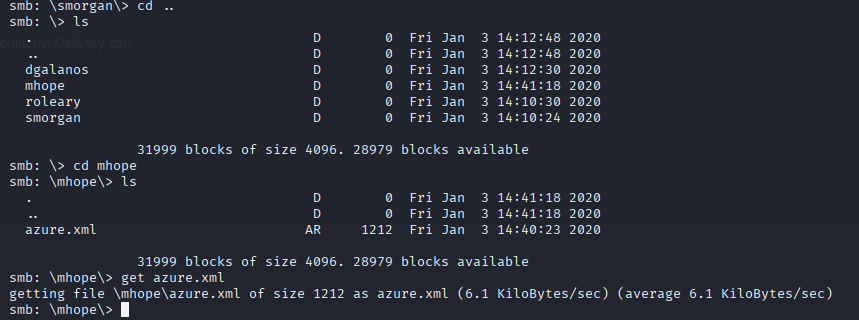 smb: \smorgan\> cd ..
smb: \> ls
  .                                   D        0  Fri Jan  3 14:12:48 2020
  ..                                  D        0  Fri Jan  3 14:12:48 2020
  dgalanos                            D        0  Fri Jan  3 14:12:30 2020
  mhope                               D        0  Fri Jan  3 14:41:18 2020
  roleary                             D        0  Fri Jan  3 14:10:30 2020
  smorgan                             D        0  Fri Jan  3 14:10:24 2020
                31999 blocks of size 4096. 28979 blocks available
smb: \> cd mhope
smb: \mhope\> ls
  .                                   D        0  Fri Jan  3 14:41:18 2020
  ..                                  D        0  Fri Jan  3 14:41:18 2020
  azure.xml                          AR     1212  Fri Jan  3 14:40:23 2020
                31999 blocks of size 4096. 28979 blocks available
smb: \mhope\> get azure.xml
getting file \mhope\azure.xml of size 1212 as azure.xml (6.1 KiloBytes/sec) (average 6.1 KiloBytes/sec)
smb: \mhope\>